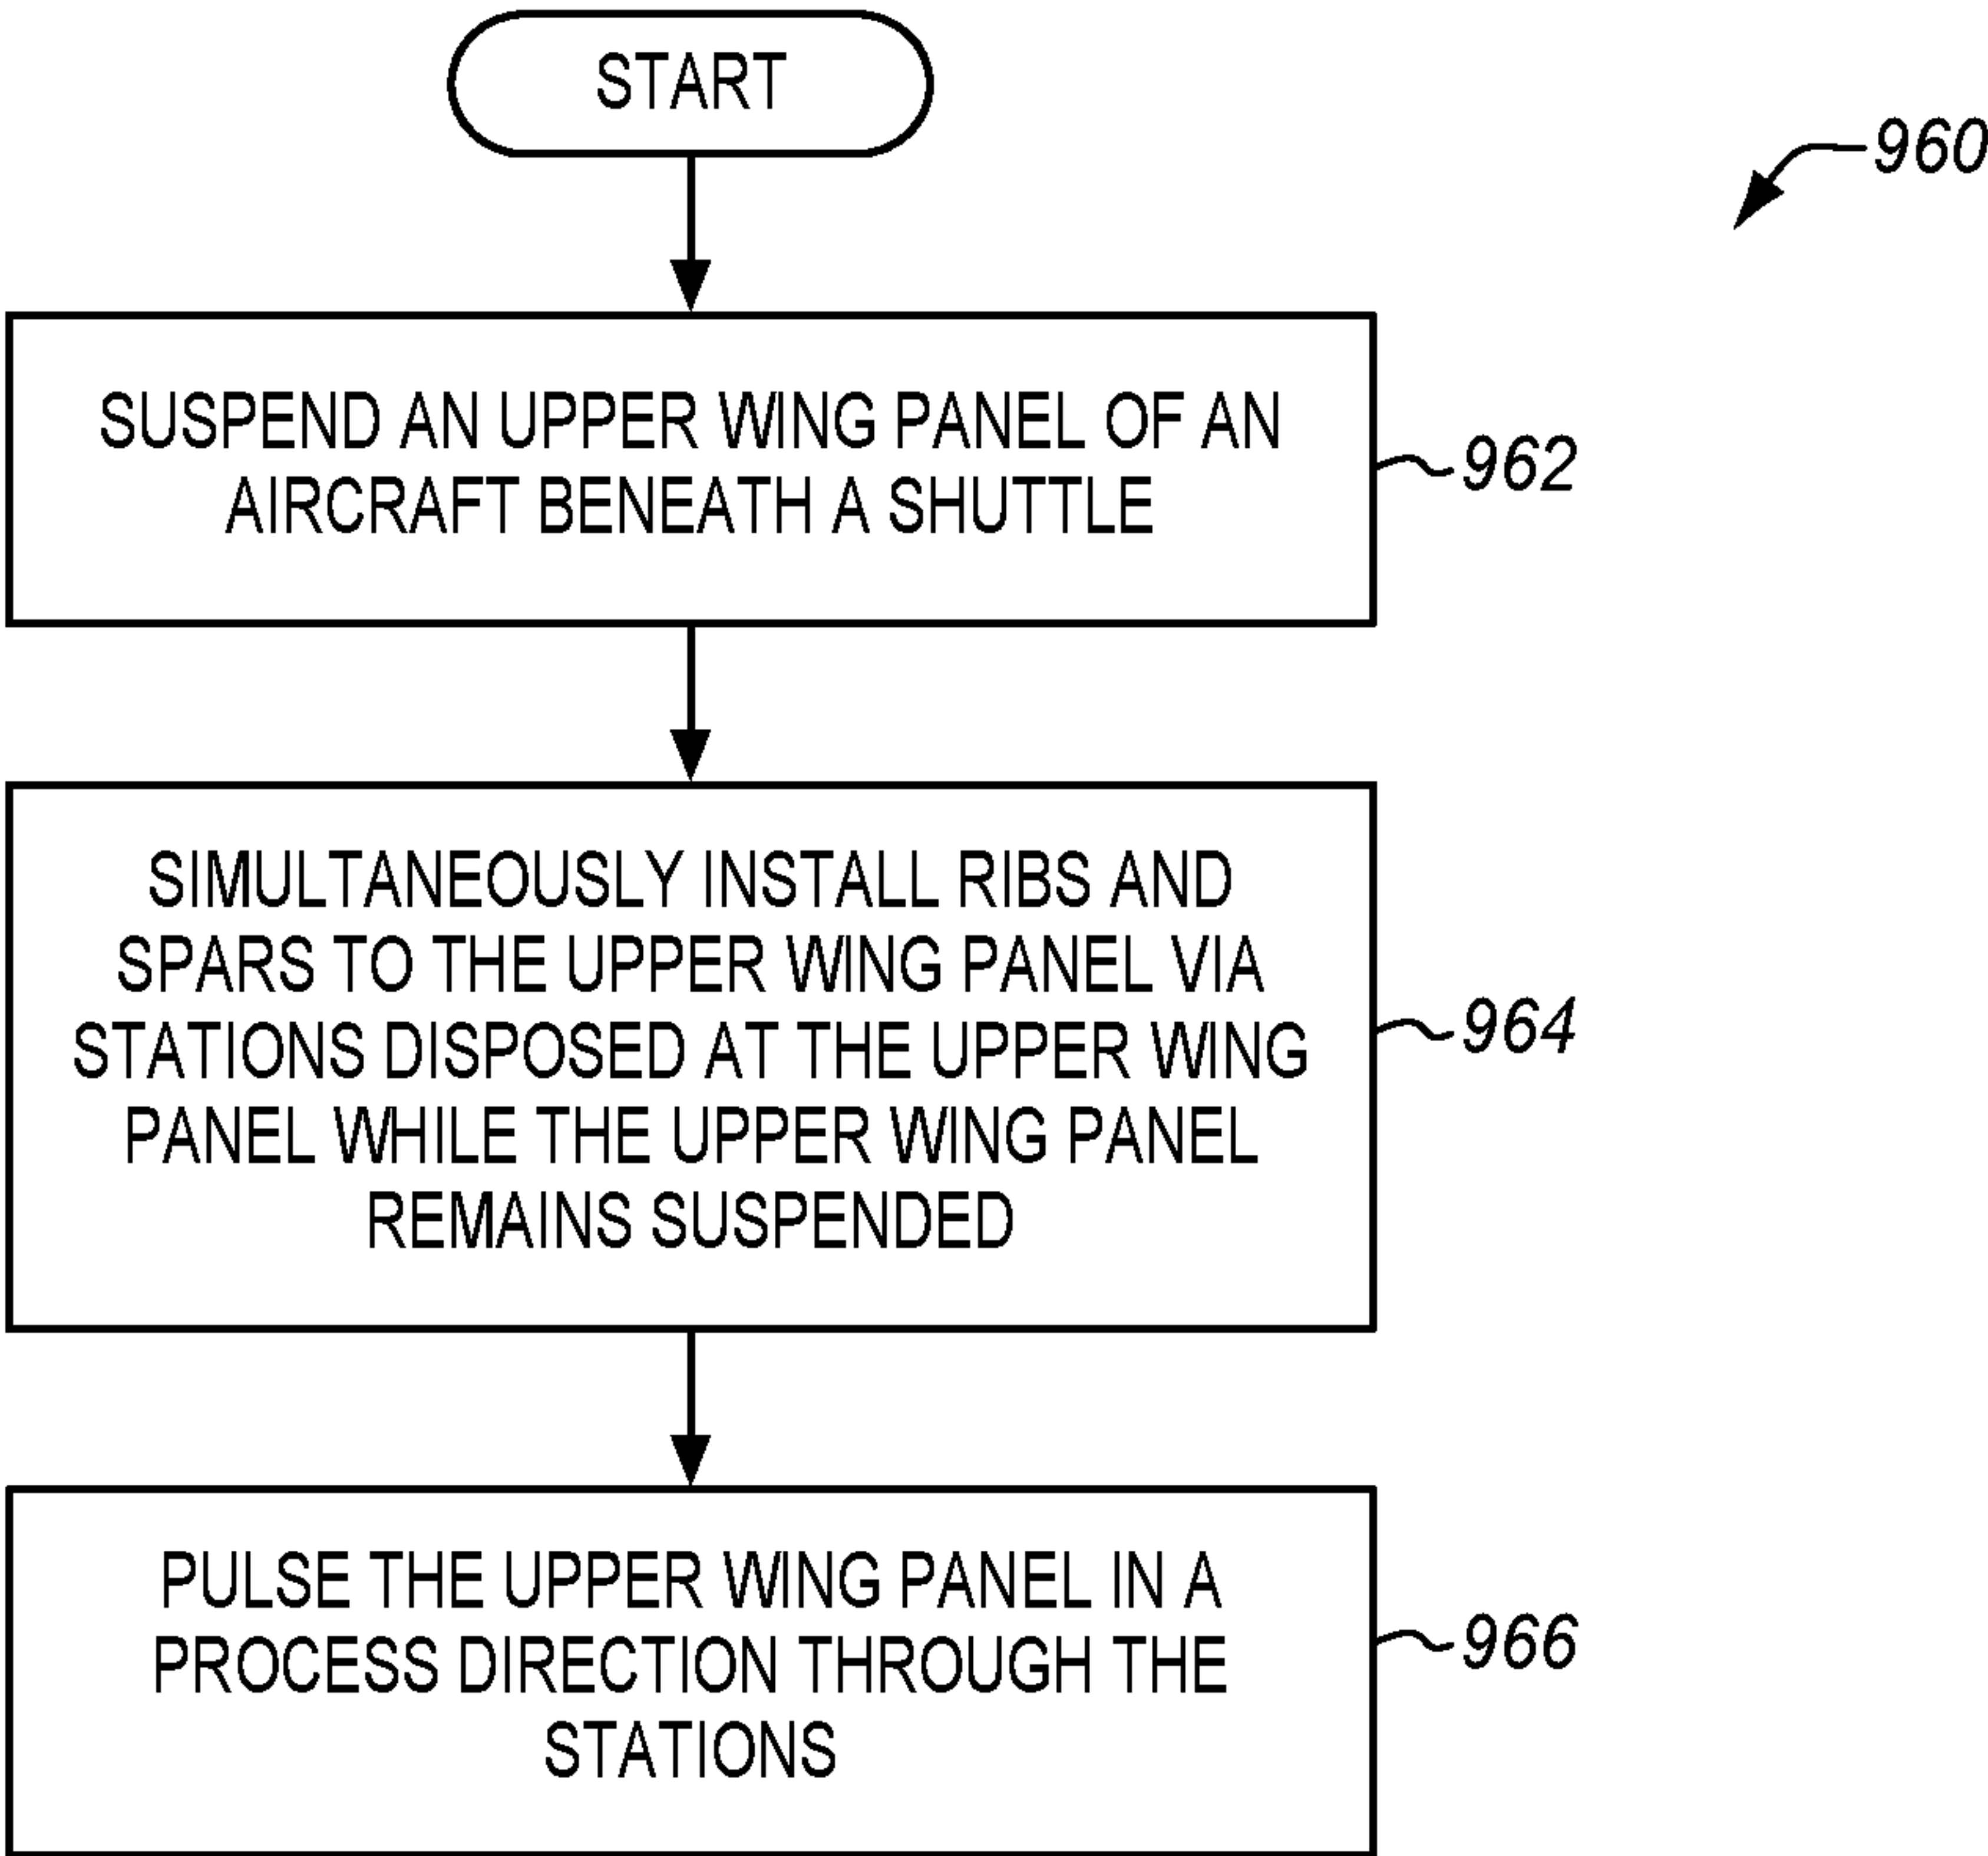 START
960
SUSPEND AN UPPER WING PANEL OF AN
AIRCRAFT BENEATH A SHUTTLE
962
SIMULTANEOUSLY INSTALL RIBS AND
SPARS TO THE UPPER WING PANEL VIA
STATIONS DISPOSED AT THE UPPER WING
PANEL WHILE THE UPPER WING PANEL
REMAINS SUSPENDED
964
PULSE THE UPPER WING PANEL IN A
PROCESS DIRECTION THROUGH THE
STATIONS
966